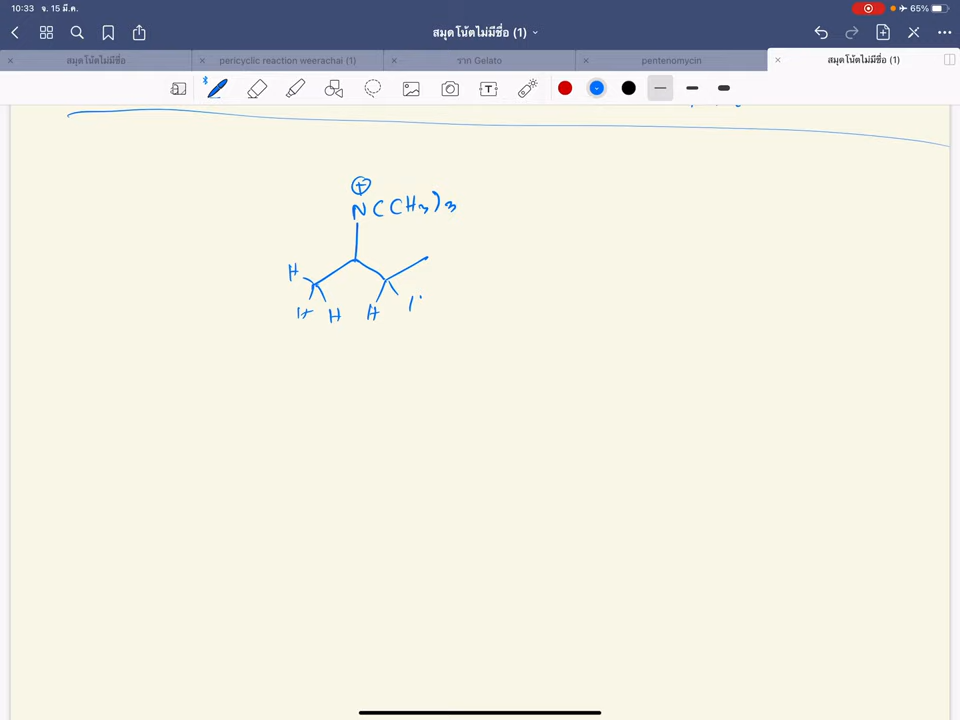 10:33 จ. 15 มี.ค.
65%
สมุดโน้ตไม่มีชื่อ (1)
สมุดโน้ตไม่มีชื่อ
pericyclic reaction weerachai (1)
ราก Gelato
pentenomycin
สมุดโน้ตไม่มีชื่อ (1)
+
N(CH3)3
H
H H H